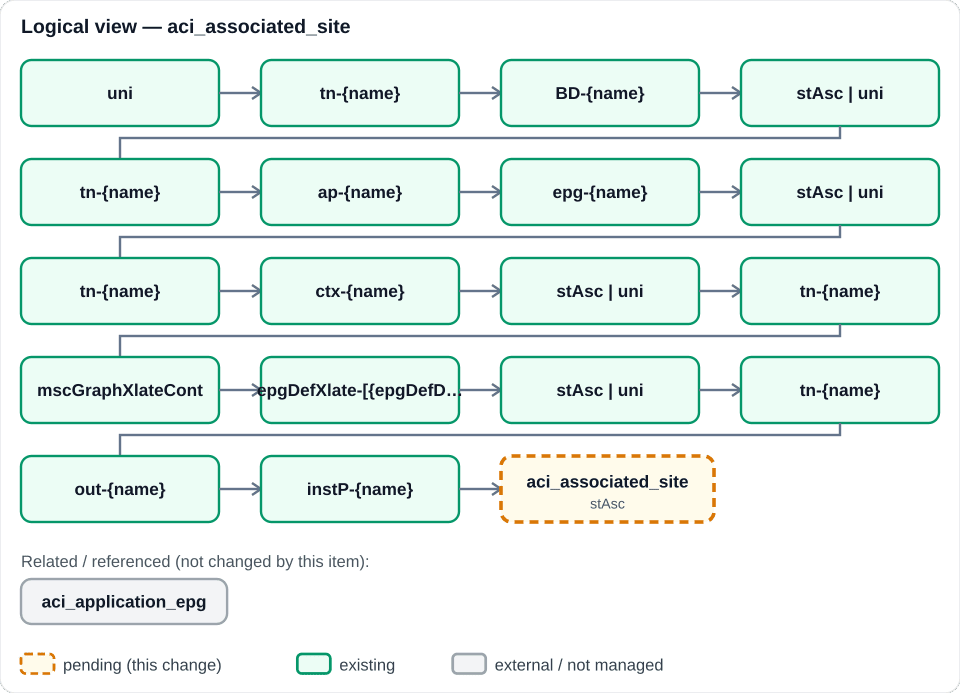 Logical view — aci_associated_site
uni
tn-{name}
BD-{name}
stAsc | uni
tn-{name}
ap-{name}
epg-{name}
stAsc | uni
tn-{name}
ctx-{name}
stAsc | uni
tn-{name}
mscGraphXlateCont
epgDefXlate-[{epgDefD…
stAsc | uni
tn-{name}
out-{name}
instP-{name}
aci_associated_site
stAsc
Related / referenced (not changed by this item):
aci_application_epg
pending (this change)
existing
external / not managed